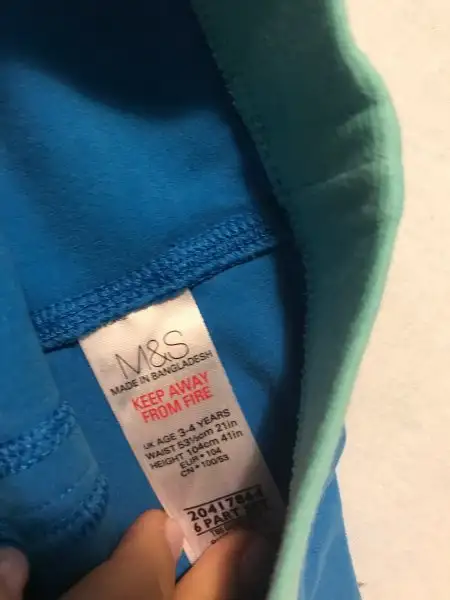 M&S
MADE IN BANGLADESH
KEEP AWAY
FROM FIRE
UK AGE 3-4 YEARS
WAIST 53½cm 21in
HEIGHT 104cm 41in
EUR • 104
CN • 100/53
2041784
6 PART